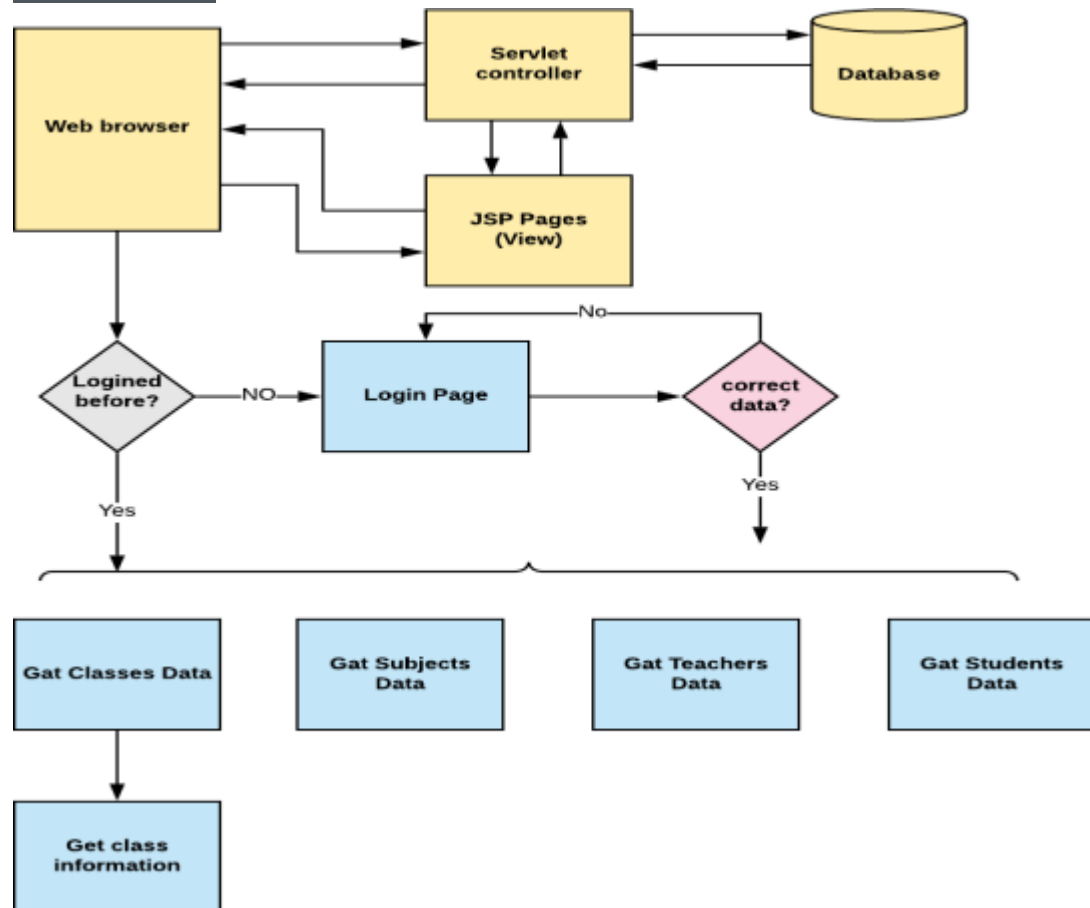 Servlet
controller
Database
Web browser
JSP Pages
(View)
No
Logined
before?
NO
Login Page
correct
data?
Yes
Yes
Gat Classes Data
Gat Subjects
Data
Gat Teachers
Data
Gat Students
Data
Get class
information